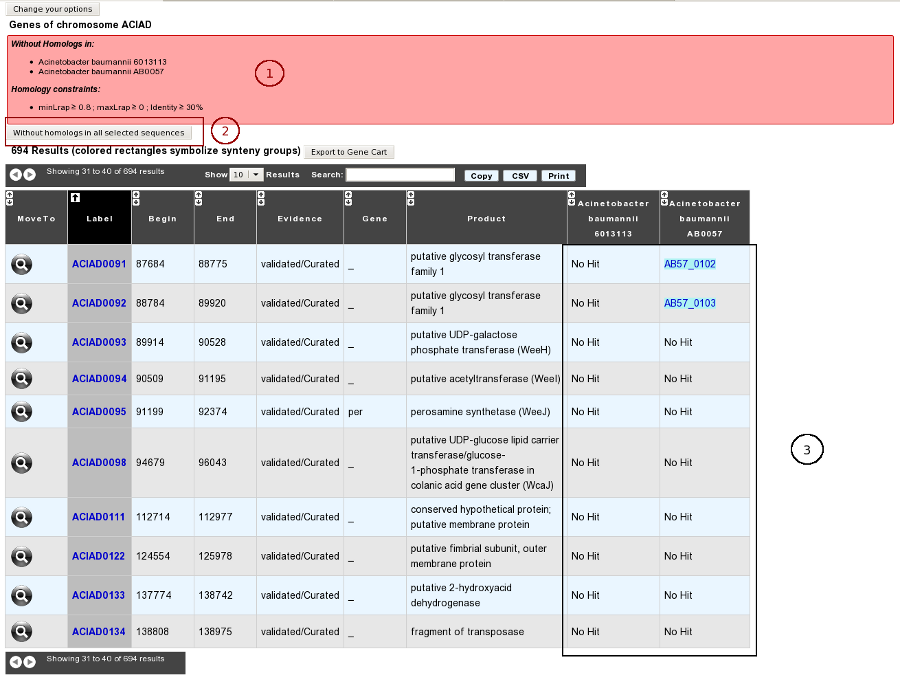 Change your options
Genes of chromosome ACIAD
Without Homologs in:
• Acinetobacter baumannii 6013113
• Acinetobacter baumannii AB0057
Homology constraints:
• minLrap ≥ 0.8 ; maxLrap ≥ 0 ; Identity ≥ 30%
1
Without homologs in all selected sequences
2
694 Results (colored rectangles symbolize synteny groups) Export to Gene Cart
Showing 31 to 40 of 694 results Show 10 Results Search: Copy CSV Print
MoveTo Label Begin End Evidence Gene Product Acinetobacter baumannii 6013113 Acinetobacter baumannii AB0057
ACIAD0091 87684 88775 validated/Curated _ putative glycosyl transferase family 1 No Hit AB57_0102
ACIAD0092 88784 89920 validated/Curated _ putative glycosyl transferase family 1 No Hit AB57_0103
ACIAD0093 89914 90528 validated/Curated _ putative UDP-galactose phosphate transferase (WeeH) No Hit No Hit
ACIAD0094 90509 91195 validated/Curated _ putative acetyltransferase (WeeI) No Hit No Hit
ACIAD0095 91199 92374 validated/Curated per perosamine synthetase (WeeJ) No Hit No Hit
ACIAD0098 94679 96043 validated/Curated _ putative UDP-glucose lipid carrier transferase/glucose-1-phosphate transferase in colanic acid gene cluster (WcaJ) No Hit No Hit
3
ACIAD0111 112714 112977 validated/Curated _ conserved hypothetical protein; putative membrane protein No Hit No Hit
ACIAD0122 124554 125978 validated/Curated _ putative fimbrial subunit, outer membrane protein No Hit No Hit
ACIAD0133 137774 138742 validated/Curated _ putative 2-hydroxyacid dehydrogenase No Hit No Hit
ACIAD0134 138808 138975 validated/Curated _ fragment of transposase No Hit No Hit
Showing 31 to 40 of 694 results